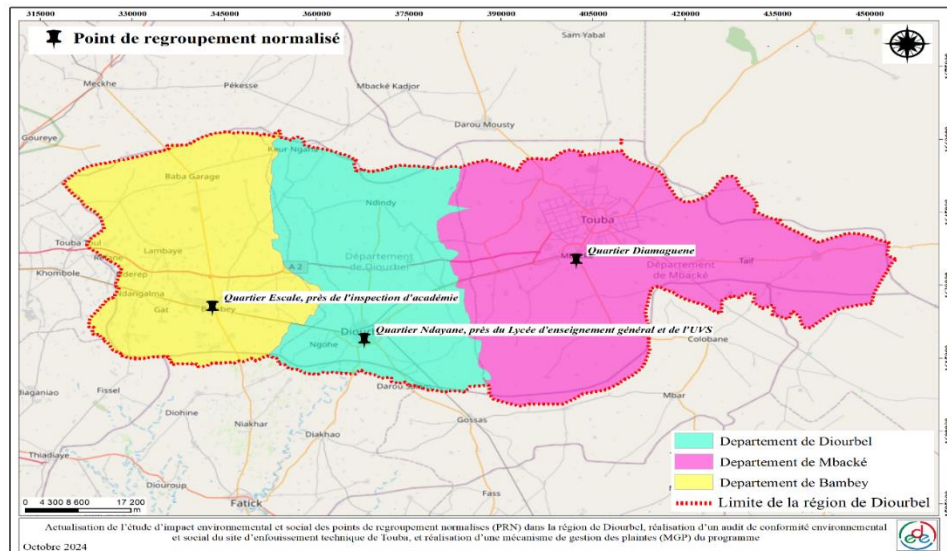 315000 330000 345000 360000 375000 390000 405000 420000 435000 450000
Point de regroupement normalisé
Sam Yabal
Meckhe
Pékesse
Mbacké Kadjor
Goureye
Darou Mousty
Baba Garage
Ndindy
Touba
Touba Toul
Lambaye
Département de Diourbel
A 2
Quartier Diamaguene
Département de Mbacké
Taif
Khombole
Quartier Escale, près de l'inspection d'académie
Gat
Quartier Ndayane, près du Lycée d'enseignement général et de l'UVS
Ngohe
Colobane
Fissel
Gossas
Mbar
Diohine
Niakhar
Diakhao
Thiadiaye
Diouroup
Fatick
Fass
Departement de Diourbel
Departement de Mbacké
Departement de Bambey
Limite de la région de Diourbel
0 4 300 8 600 17 200
m
Actualisation de l'étude d'impact environnemental et social des points de regroupement normalises (PRN) dans la région de Diourbel, réalisation d'un audit de conformité environnemental
et social du site d'enfouissement technique de Touba, et réalisation d'une mécanisme de gestion des plaintes (MGP) du programme
Octobre 2024